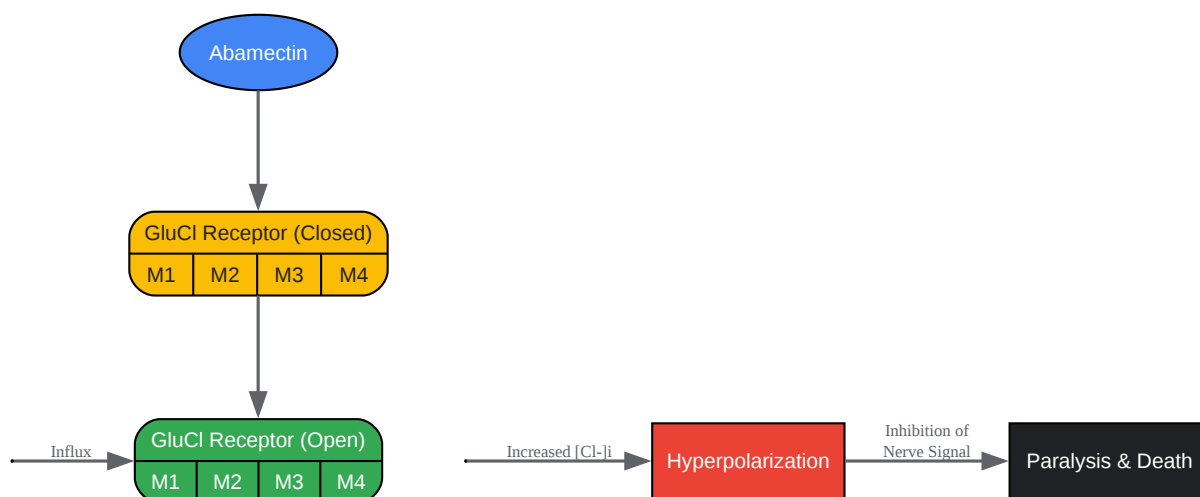 Abamectin
GluCl Receptor (Closed)
M1 M2 M3 M4
GluCl Receptor (Open)
M1 M2 M3 M4
Influx
Increased [Cl-]i
Hyperpolarization
Inhibition of
Nerve Signal
Paralysis & Death